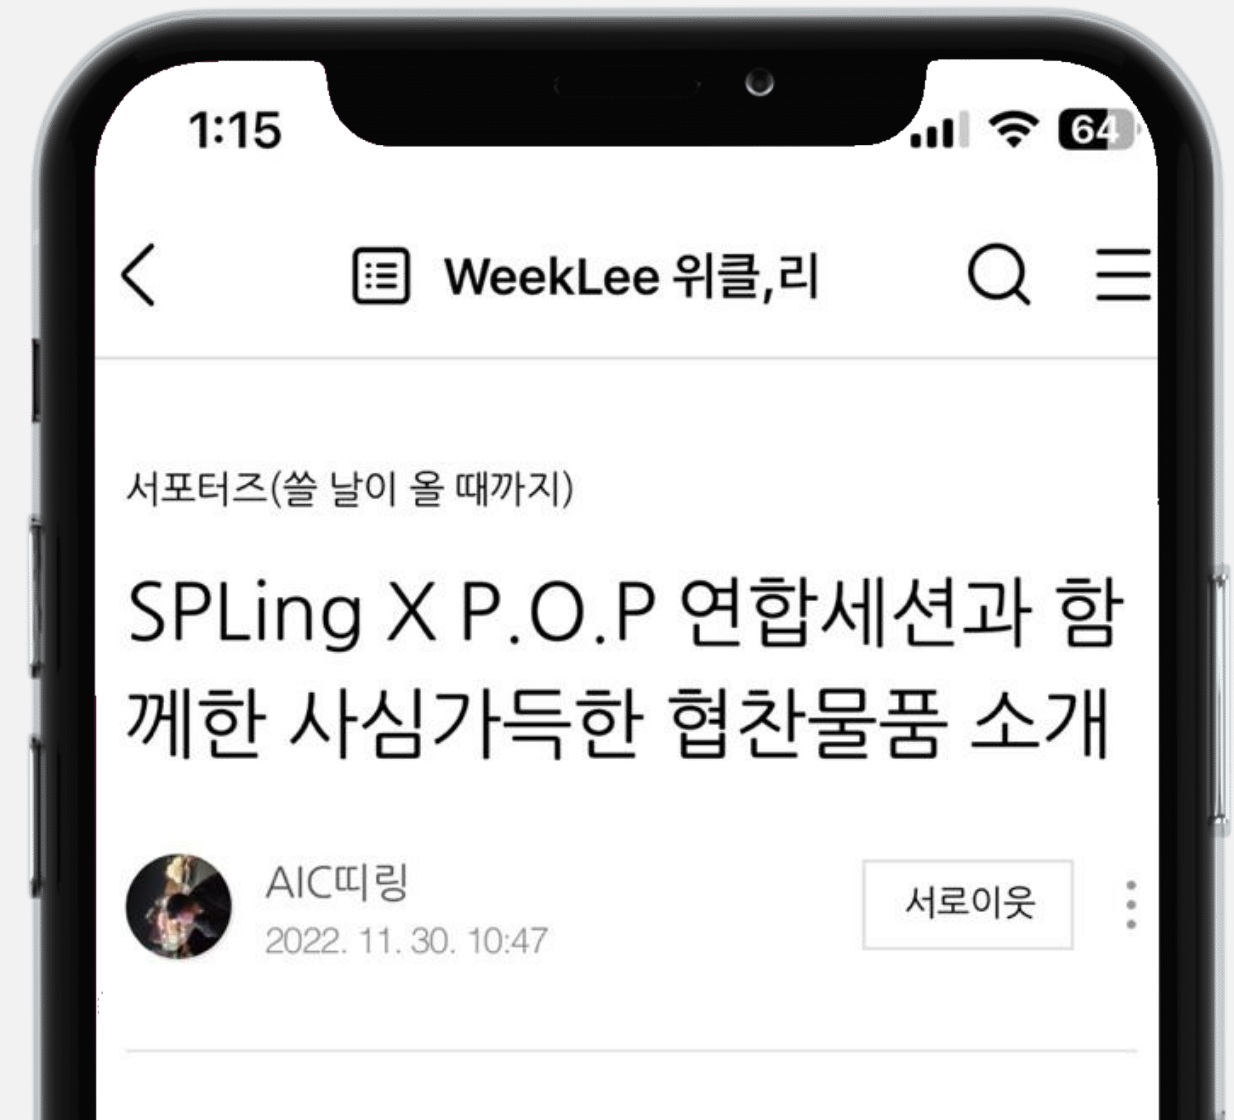 1:15
64
WeekLee 위클,리
서포터즈(쓸 날이 올 때까지)
SPLing X P.O.P 연합세션과 함
께한 사심가득한 협찬물품 소개
AIC띠링
서로이웃
2022. 11. 30. 10:47